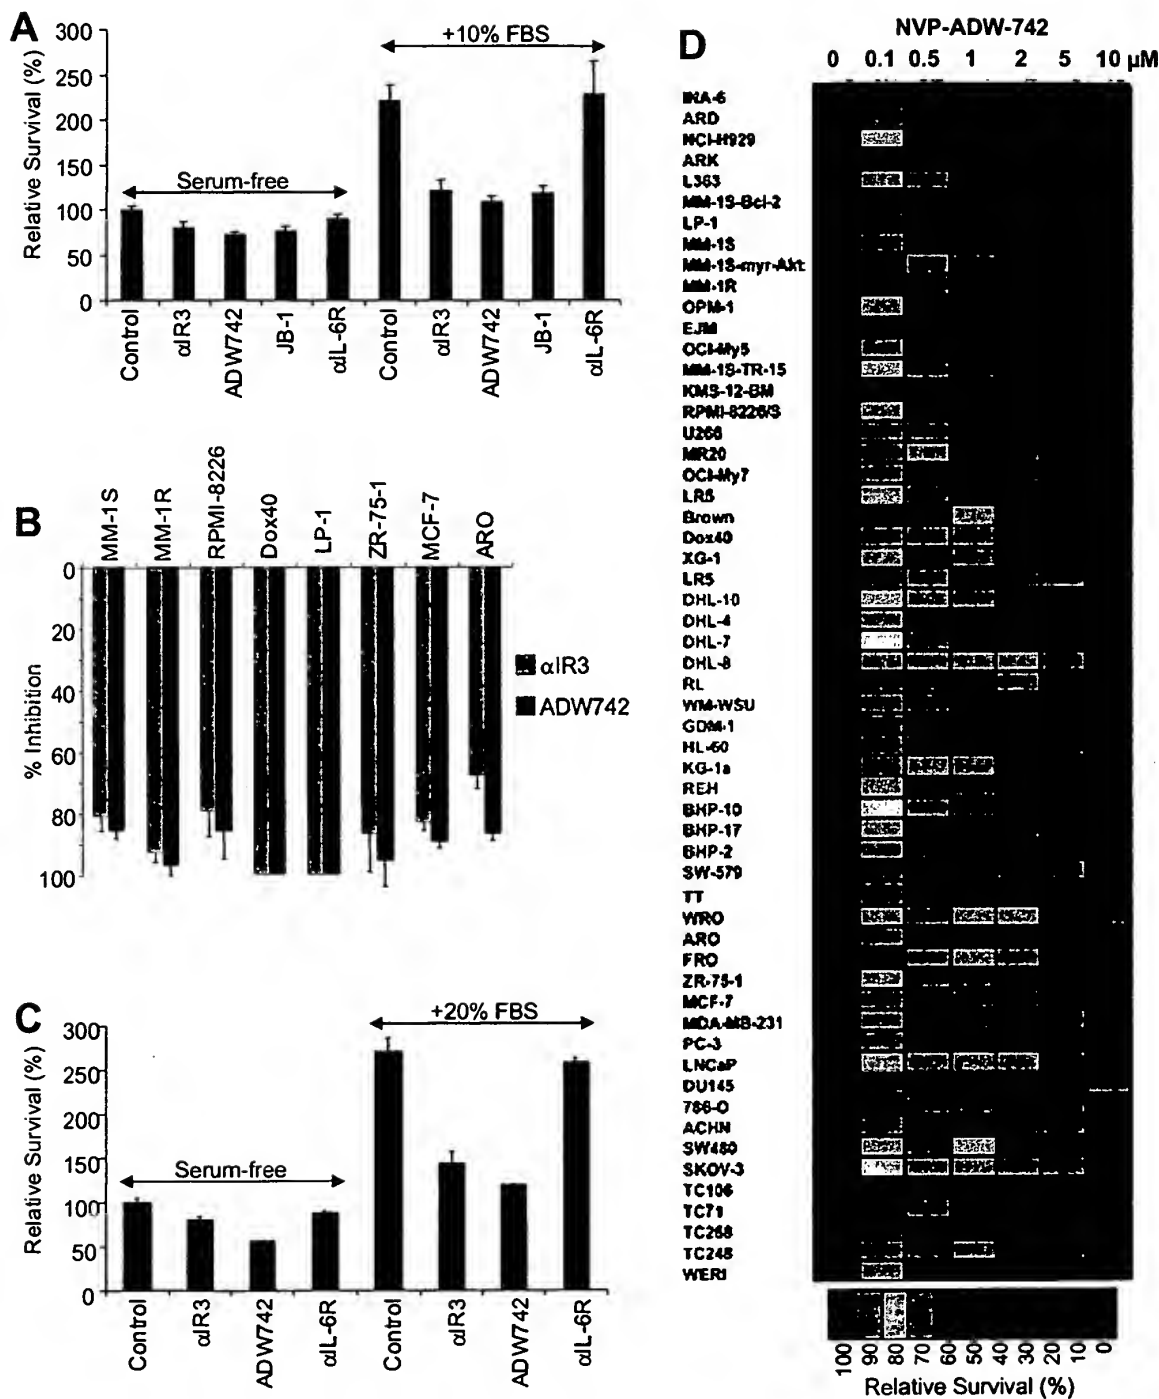 A
Relative Survival (%)
300
250
200
150
100
50
0
Serum-free
+10% FBS
Control
αIR3
ADW742
JB-1
αIL-6R
Control
αIR3
ADW742
JB-1
αIL-6R
B
MM-1S
MM-1R
RPMI-8226
Dox40
LP-1
ZR-75-1
MCF-7
ARO
% Inhibition
0
20
40
60
80
100
αIR3
ADW742
C
Relative Survival (%)
300
250
200
150
100
50
0
Serum-free
+20% FBS
Control
αIR3
ADW742
αIL-6R
Control
αIR3
ADW742
αIL-6R
D
NVP-ADW-742
0 0.1 0.5 1 2 5 10 μM
INA-6
ARD
NCI-H929
ARK
L363
MM-1S-Bcl-2
LP-1
MM-1S
MM-1S-myr-Akt
MM-1R
OPM-1
EJM
OCI-My5
MM-1S-TR-15
KMS-12-BM
RPMI-8226/S
U266
MR20
OCI-My7
LR5
Brown
Dox40
XG-1
LR5
DHL-10
DHL-4
DHL-7
DHL-8
RL
WM-WSU
GDM-1
HL-60
KG-1a
REH
BHP-10
BHP-17
BHP-2
SW-579
TT
WRO
ARO
FRO
ZR-75-1
MCF-7
MDA-MB-231
PC-3
LNCaP
DU145
786-O
ACHN
SW480
SKOV-3
TC106
TC71
TC268
TC248
WERI
100 90 80 70 60 50 40 30 20 10 0
Relative Survival (%)